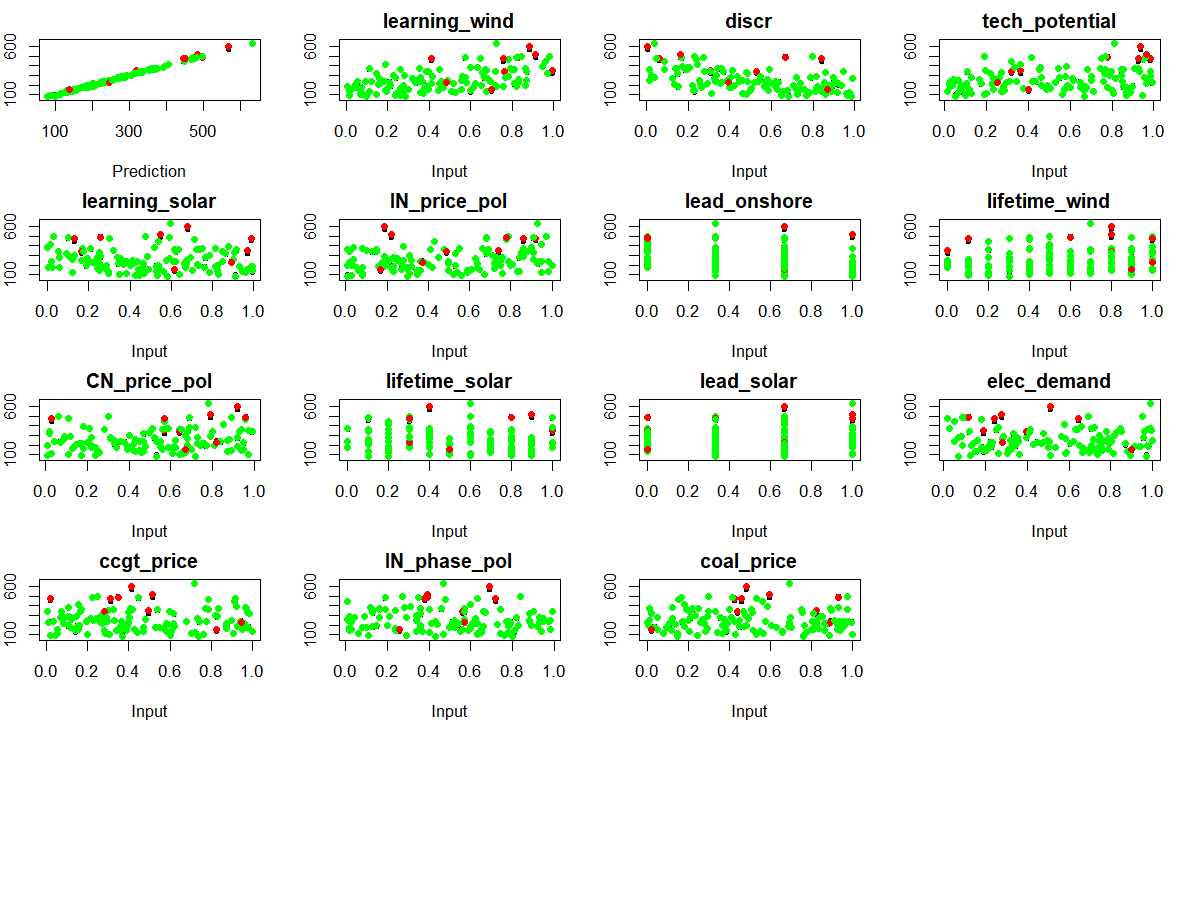 learning_wind discr tech_potential
600 600 600 600
100 100 100 100
100 300 500 0.0 0.2 0.4 0.6 0.8 1.0 0.0 0.2 0.4 0.6 0.8 1.0 0.0 0.2 0.4 0.6 0.8 1.0
Prediction Input Input Input
learning_solar IN_price_pol lead_onshore lifetime_wind
600 600 600 600
100 100 100 100
0.0 0.2 0.4 0.6 0.8 1.0 0.0 0.2 0.4 0.6 0.8 1.0 0.0 0.2 0.4 0.6 0.8 1.0 0.0 0.2 0.4 0.6 0.8 1.0
Input Input Input Input
CN_price_pol lifetime_solar lead_solar elec_demand
600 600 600 600
100 100 100 100
0.0 0.2 0.4 0.6 0.8 1.0 0.0 0.2 0.4 0.6 0.8 1.0 0.0 0.2 0.4 0.6 0.8 1.0 0.0 0.2 0.4 0.6 0.8 1.0
Input Input Input Input
ccgt_price IN_phase_pol coal_price
600 600 600
100 100 100
0.0 0.2 0.4 0.6 0.8 1.0 0.0 0.2 0.4 0.6 0.8 1.0 0.0 0.2 0.4 0.6 0.8 1.0
Input Input Input